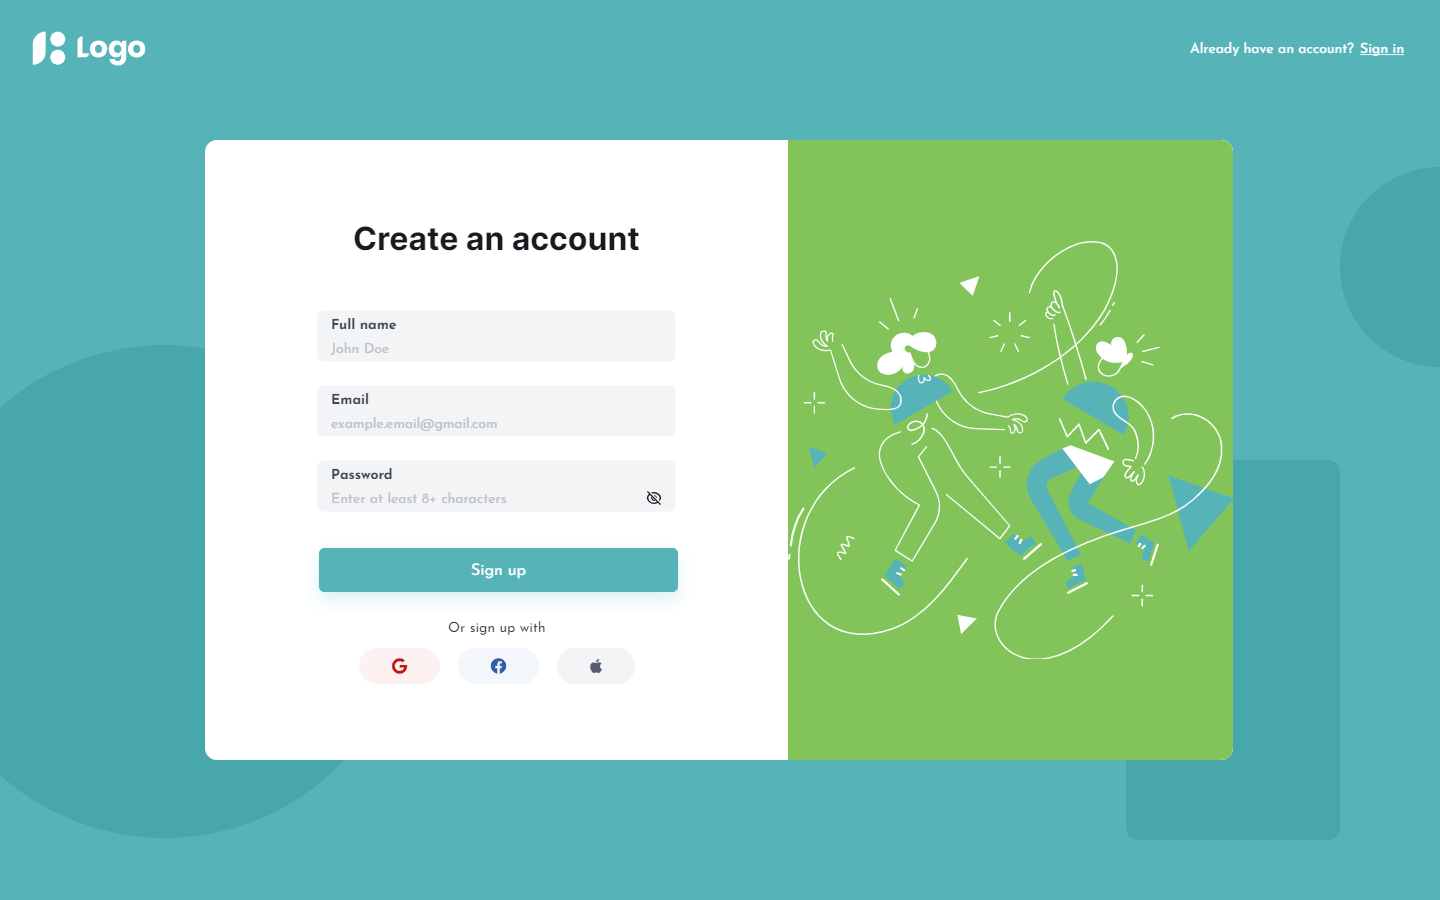 Logo
Already have an account? Sign in
Create an account
Full name
John Doe
Email
example.email@gmail.com
Password
Enter at least 8+ characters
Sign up
Or sign up with